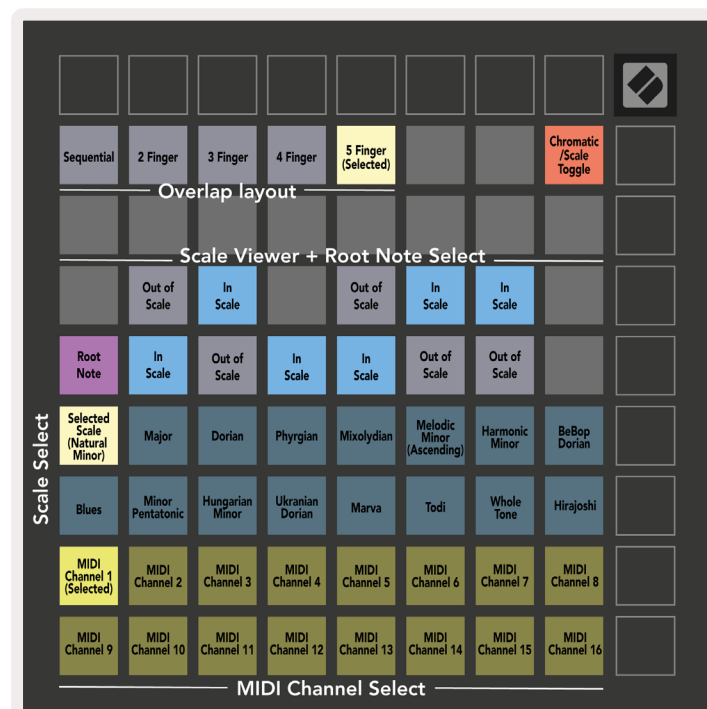 Sequential
2 Finger
3 Finger
4 Finger
5 Finger
(Selected)
Chromatic
/Scale
Toggle
Overlap layout
Scale Viewer + Root Note Select
Out of
Scale
In
Scale
Out of
Scale
In
Scale
In
Scale
Root
Note
In
Scale
Out of
Scale
In
Scale
In
Scale
Out of
Scale
Out of
Scale
Scale Select
Selected
Scale
(Natural
Minor)
Major
Dorian
Phyrgian
Mixolydian
Melodic
Minor
(Ascending)
Harmonic
Minor
BeBop
Dorian
Blues
Minor
Pentatonic
Hungarian
Minor
Ukranian
Dorian
Marva
Todi
Whole
Tone
Hirajoshi
MIDI
Channel 1
(Selected)
MIDI
Channel 2
MIDI
Channel 3
MIDI
Channel 4
MIDI
Channel 5
MIDI
Channel 6
MIDI
Channel 7
MIDI
Channel 8
MIDI
Channel 9
MIDI
Channel 10
MIDI
Channel 11
MIDI
Channel 12
MIDI
Channel 13
MIDI
Channel 14
MIDI
Channel 15
MIDI
Channel 16
MIDI Channel Select